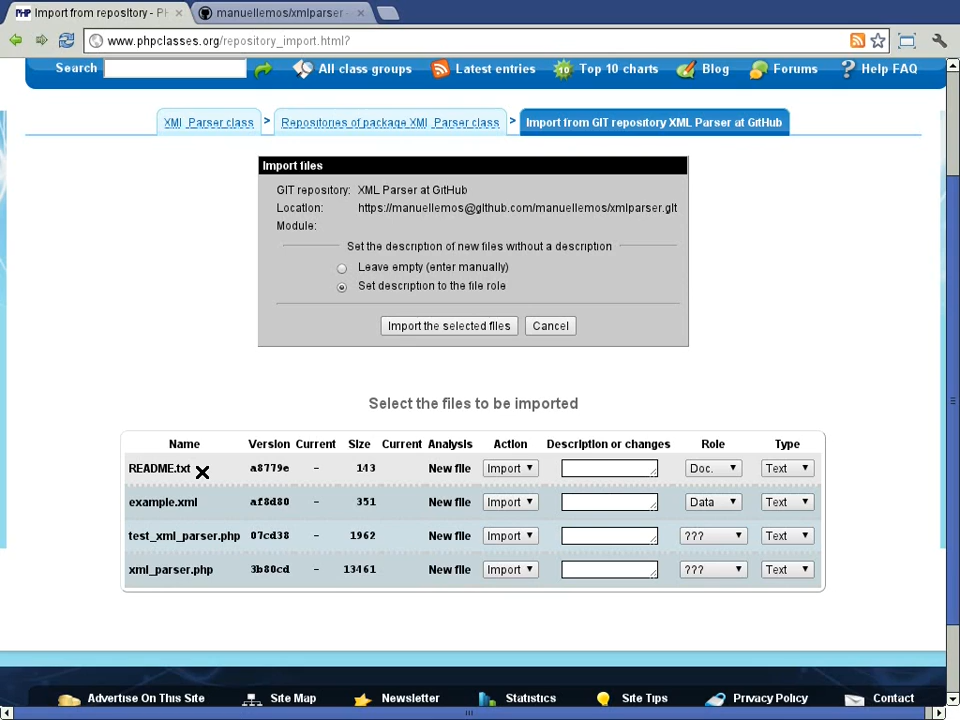 Import from repository - PH
manuellemos/xmlparser
www.phpclasses.org/repository_import.html?
Search All class groups Latest entries 10 Top 10 charts Blog Forums ? Help FAQ
XML Parser class > Repositories of package XML Parser class > Import from GIT repository XML Parser at GitHub
Import files
GIT repository: XML Parser at GitHub
Location: https://manuellemos@github.com/manuellemos/xmlparser.git
Module:
Set the description of new files without a description
Leave empty (enter manually)
Set description to the file role
Import the selected files Cancel
Select the files to be imported
Name Version Current Size Current Analysis Action Description or changes Role Type
README.txt a8779e - 143 New file Import Doc. Text
example.xml af8d80 - 351 New file Import Data Text
test_xml_parser.php 07cd38 - 1962 New file Import ??? Text
xml_parser.php 3b80cd - 13461 New file Import ??? Text
Advertise On This Site Site Map Newsletter Statistics Site Tips Privacy Policy Contact